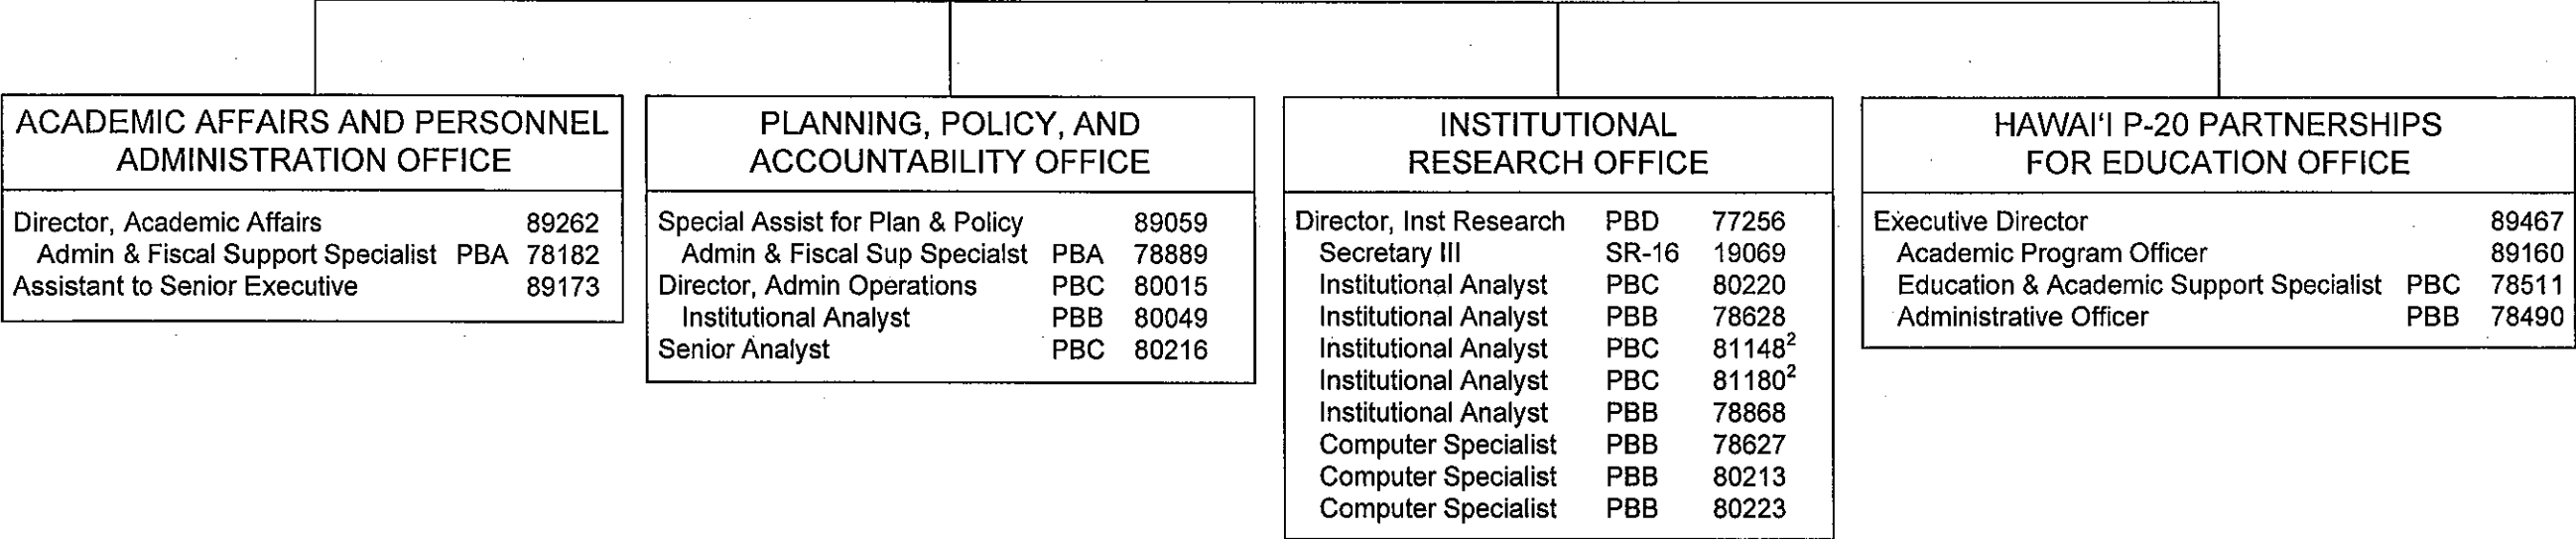 ACADEMIC AFFAIRS AND PERSONNEL
ADMINISTRATION OFFICE
Director, Academic Affairs 89262
Admin & Fiscal Support Specialist PBA 78182
Assistant to Senior Executive 89173
PLANNING, POLICY, AND
ACCOUNTABILITY OFFICE
Special Assist for Plan & Policy 89059
Admin & Fiscal Sup Specialst PBA 78889
Director, Admin Operations PBC 80015
Institutional Analyst PBB 80049
Senior Analyst PBC 80216
INSTITUTIONAL
RESEARCH OFFICE
Director, Inst Research PBD 77256
Secretary III SR-16 19069
Institutional Analyst PBC 80220
Institutional Analyst PBB 78628
Institutional Analyst PBC 81148²
Institutional Analyst PBC 81180²
Institutional Analyst PBB 78868
Computer Specialist PBB 78627
Computer Specialist PBB 80213
Computer Specialist PBB 80223
HAWAI'I P-20 PARTNERSHIPS
FOR EDUCATION OFFICE
Executive Director 89467
Academic Program Officer 89160
Education & Academic Support Specialist PBC 78511
Administrative Officer PBB 78490